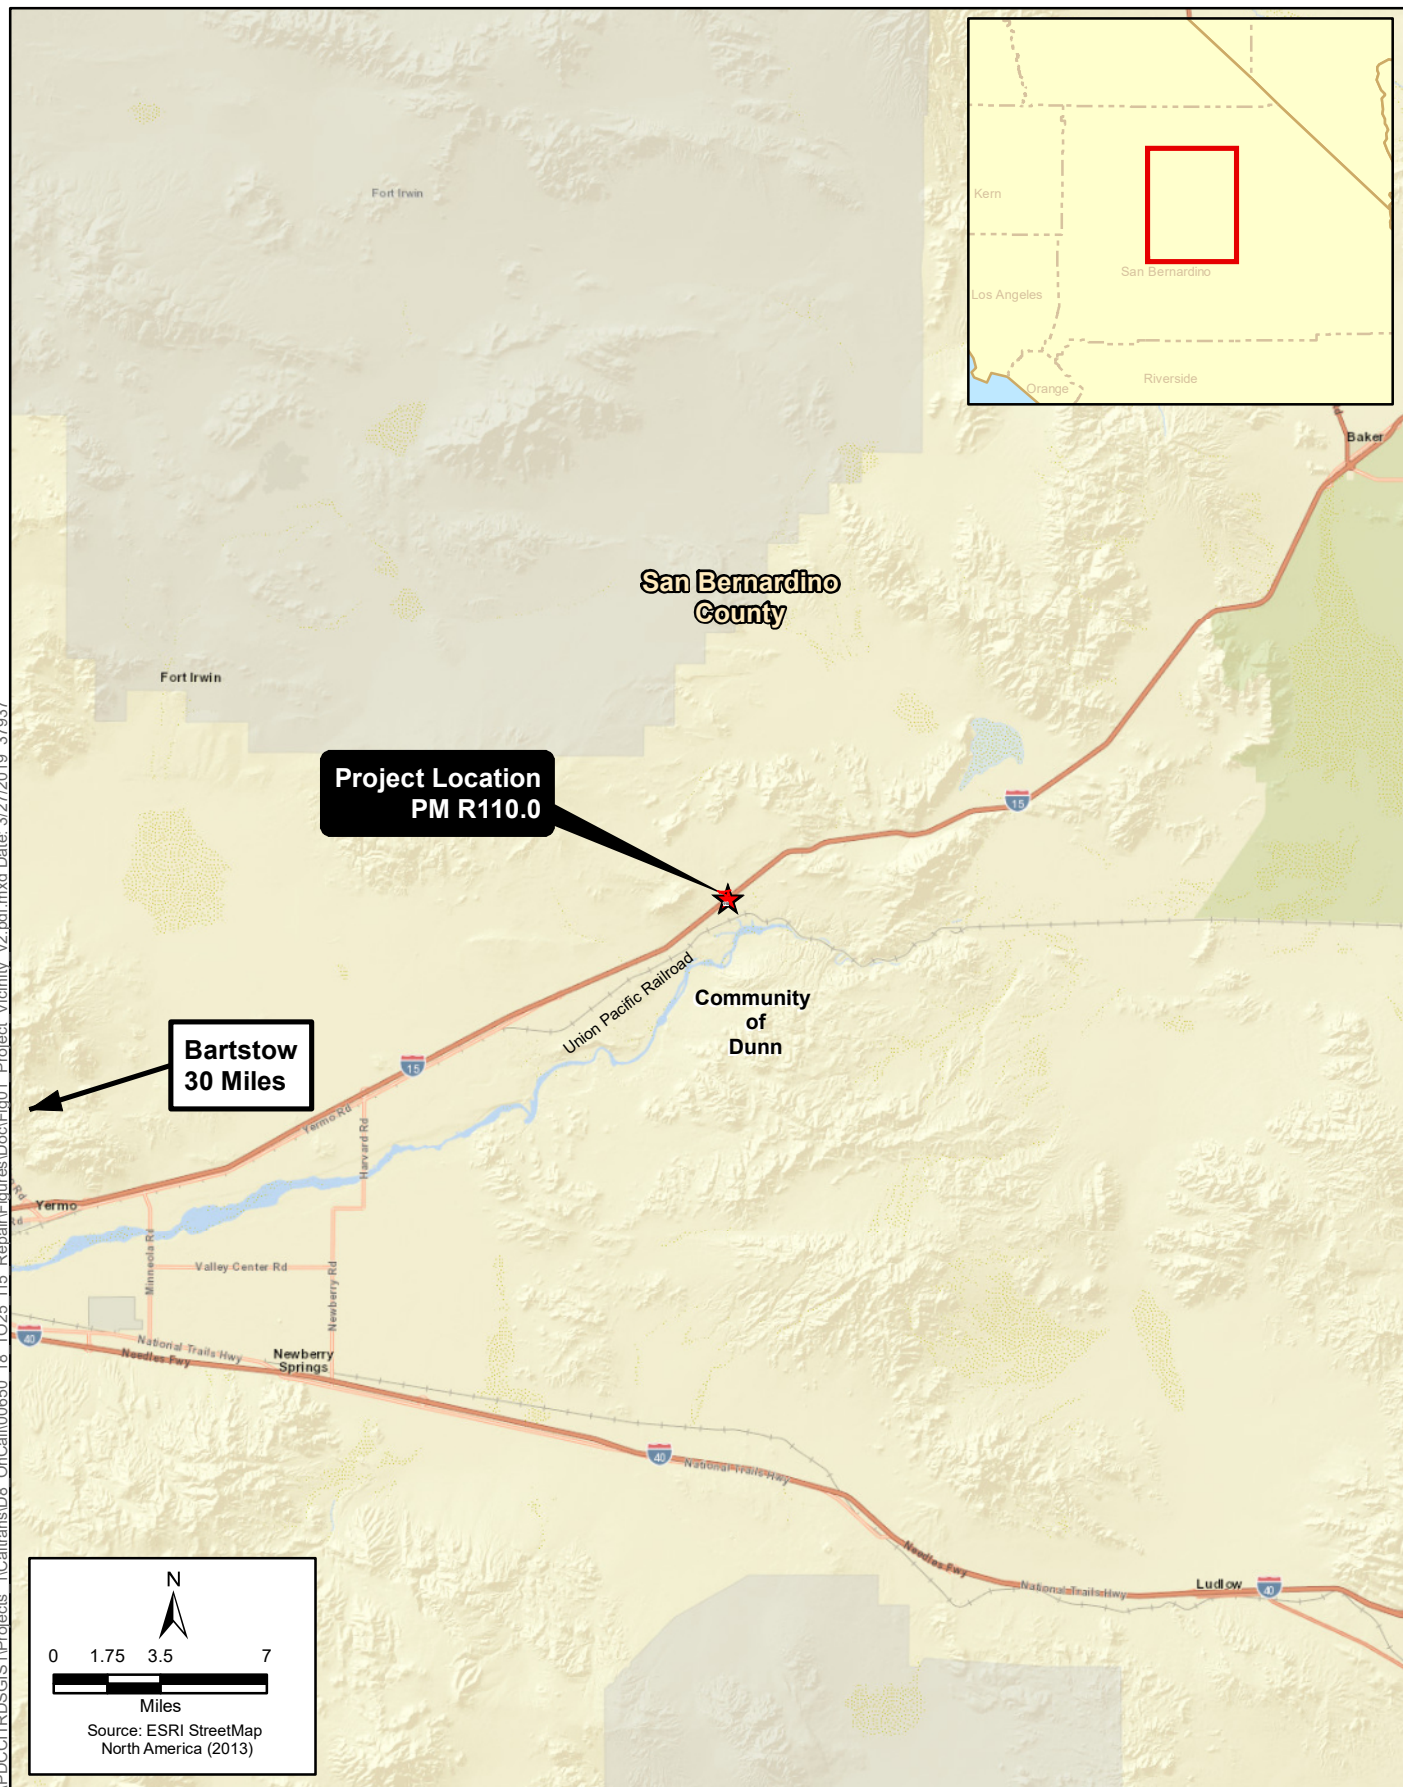 Fort Irwin
Kern
San Bernardino
Los Angeles
Orange
Riverside
Baker
San Bernardino
County
Fort Irwin
Project Location
PM R110.0
15
Union Pacific Railroad
Community
of
Dunn
Bartstow
30 Miles
15
Yermo Rd
Harvard Rd
Yermo
Rd
Rd
Minneola Rd
Valley Center Rd
Newberry Rd
40
National Trails Hwy
Needles Fwy
Newberry
Springs
40
National Trails Hwy
Needles Fwy
National Trails Hwy
Ludlow
40
N
0 1.75 3.5 7
Miles
Source: ESRI StreetMap
North America (2013)